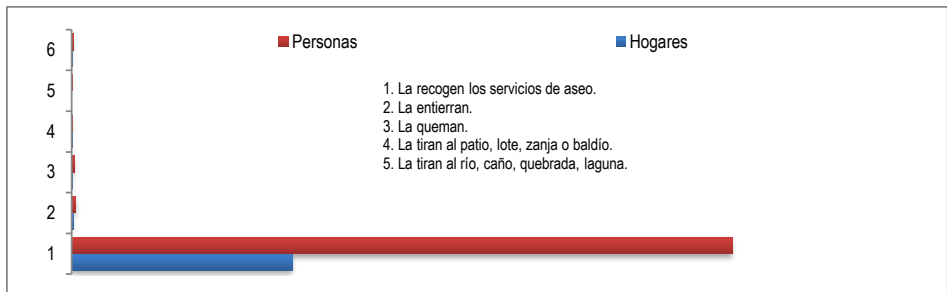 Personas
Hogares
6
5
4
3
2
1
1. La recogen los servicios de aseo.
2. La entierran.
3. La queman.
4. La tiran al patio, lote, zanja o baldío.
5. La tiran al río, caño, quebrada, laguna.